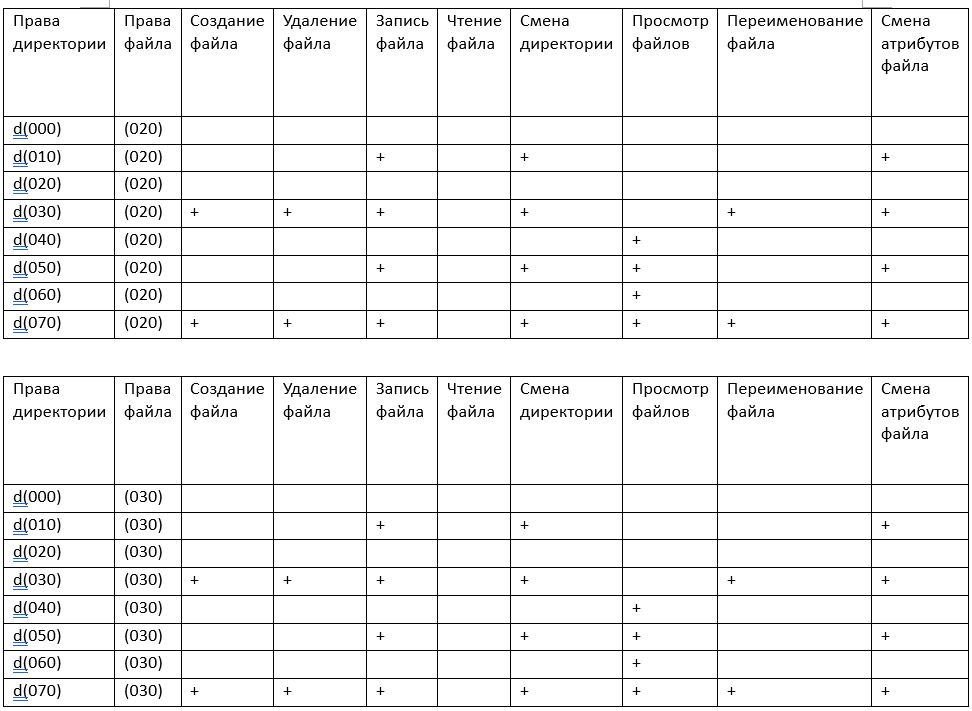 Права директории Права файла Создание файла Удаление файла Запись файла Чтение файла Смена директории Просмотр файлов Переименование файла Смена атрибутов файла
d(000) (020)
d(010) (020) + + +
d(020) (020)
d(030) (020) + + + + + +
d(040) (020) +
d(050) (020) + + + +
d(060) (020) +
d(070) (020) + + + + + + +
Права директории Права файла Создание файла Удаление файла Запись файла Чтение файла Смена директории Просмотр файлов Переименование файла Смена атрибутов файла
d(000) (030)
d(010) (030) + + +
d(020) (030)
d(030) (030) + + + + + +
d(040) (030) +
d(050) (030) + + + +
d(060) (030) +
d(070) (030) + + + + + + +